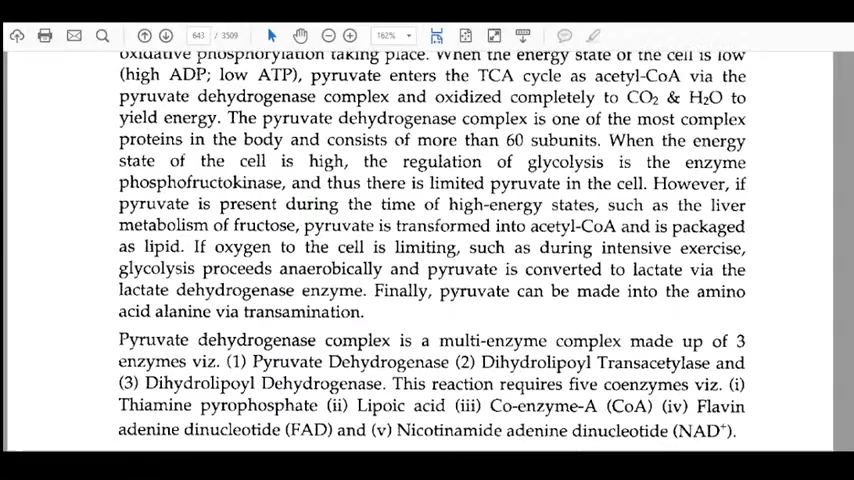 643 / 3509
162%
oxidative phosphorylation taking place. When the energy state of the cell is low
(high ADP; low ATP), pyruvate enters the TCA cycle as acetyl-CoA via the
pyruvate dehydrogenase complex and oxidized completely to CO₂ & H₂O to
yield energy. The pyruvate dehydrogenase complex is one of the most complex
proteins in the body and consists of more than 60 subunits. When the energy
state of the cell is high, the regulation of glycolysis is the enzyme
phosphofructokinase, and thus there is limited pyruvate in the cell. However, if
pyruvate is present during the time of high-energy states, such as the liver
metabolism of fructose, pyruvate is transformed into acetyl-CoA and is packaged
as lipid. If oxygen to the cell is limiting, such as during intensive exercise,
glycolysis proceeds anaerobically and pyruvate is converted to lactate via the
lactate dehydrogenase enzyme. Finally, pyruvate can be made into the amino
acid alanine via transamination.
Pyruvate dehydrogenase complex is a multi-enzyme complex made up of 3
enzymes viz. (1) Pyruvate Dehydrogenase (2) Dihydrolipoyl Transacetylase and
(3) Dihydrolipoyl Dehydrogenase. This reaction requires five coenzymes viz. (i)
Thiamine pyrophosphate (ii) Lipoic acid (iii) Co-enzyme-A (CoA) (iv) Flavin
adenine dinucleotide (FAD) and (v) Nicotinamide adenine dinucleotide (NAD⁺).